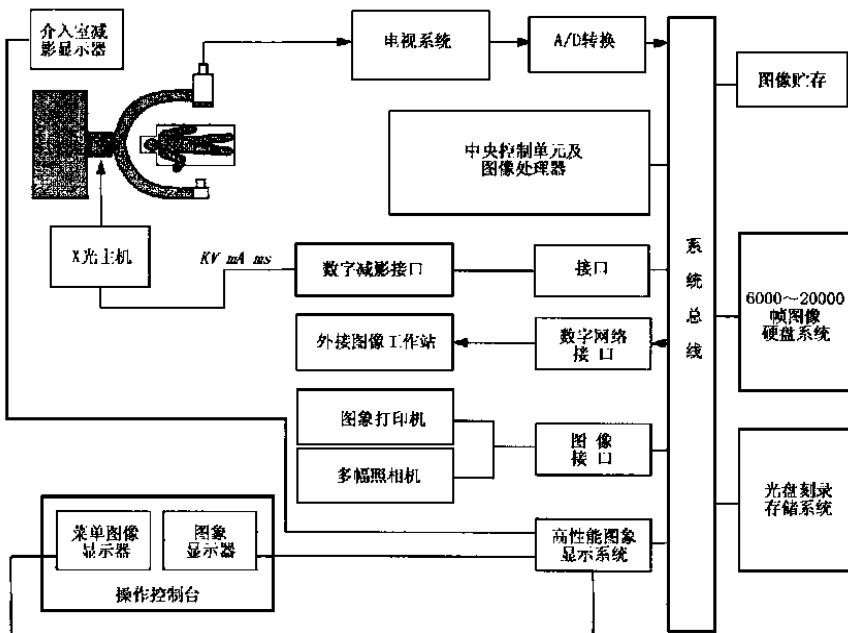 介入室减
影显示器
电视系统
A/D转换
图像贮存
中央控制单元及
图像处理器
X光主机
KV mA ms
数字减影接口
接口
系
统
总
线
6000～20000
帧图像
硬盘系统
外接图像工作站
数字网络
接口
图象打印机
多幅照相机
图像
接口
光盘刻录
存储系统
菜单图像
显示器
图象
显示器
操作控制台
高性能图象
显示系统